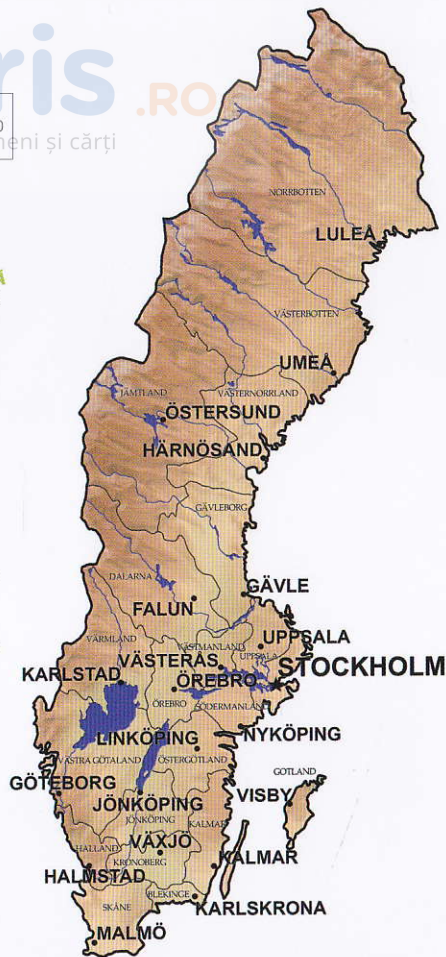 ris .RO
eni și cărți
NORRBOTTEN
LULEÅ
VÄSTERBOTTEN
UMEÅ
JÄMTLAND
VÄSTERNORRLAND
ÖSTERSUND
HÄRNÖSAND
GÄVLEBORG
DALARNA
GÄVLE
FALUN
VÄRMLAND
VÄSTMANLAND
UPPSALA
VÄSTERÅS
UPPSALA
STOCKHOLM
KARLSTAD
ÖREBRO
ÖREBRO
SÖDERMANLAND
NYKÖPING
LINKÖPING
VÄSTRA GÖTALAND
ÖSTERGÖTLAND
GOTLAND
GÖTEBORG
JÖNKÖPING
VISBY
JÖNKÖPING
KALMAR
VÄXJÖ
HALLAND
KRONOBERG
KALMAR
HALMSTAD
BLEKINGE
SKÅNE
KARLSKRONA
MALMÖ